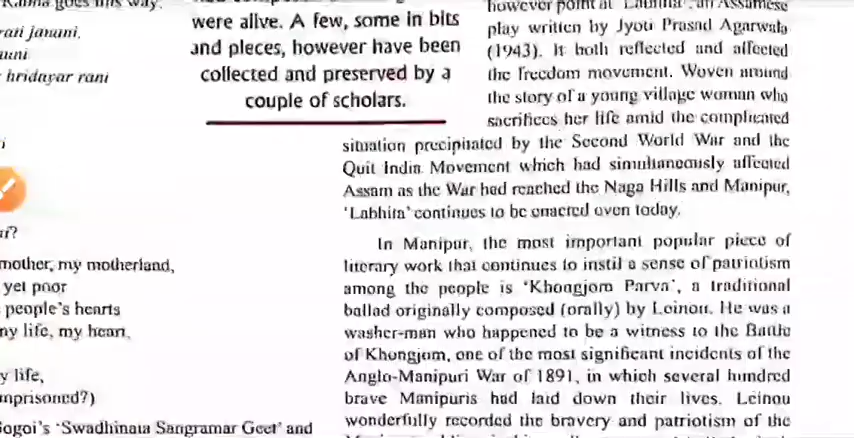 goes this way:
rati janani,
hridayar rani
mother, my motherland,
yet poor
people's hearts
my life, my heart,
y life,
mprisoned?)
Gogoi's 'Swadhinata Sangramar Geet' and
were alive. A few, some in bits
and pieces, however have been
collected and preserved by a
couple of scholars.
however point at 'Labhita', an Assamese
play written by Jyoti Prasad Agarwala
(1943). It both reflected and affected
the freedom movement. Woven around
the story of a young village woman who
sacrifices her life amid the complicated
situation precipitated by the Second World War and the
Quit India Movement which had simultaneously affected
Assam as the War had reached the Naga Hills and Manipur,
'Labhita' continues to be enacted even today.
In Manipur, the most important popular piece of
literary work that continues to instil a sense of patriotism
among the people is 'Khongjom Parva', a traditional
ballad originally composed (orally) by Leinou. He was a
washer-man who happened to be a witness to the Battle
of Khongjom, one of the most significant incidents of the
Anglo-Manipuri War of 1891, in which several hundred
brave Manipuris had laid down their lives. Leinou
wonderfully recorded the bravery and patriotism of the